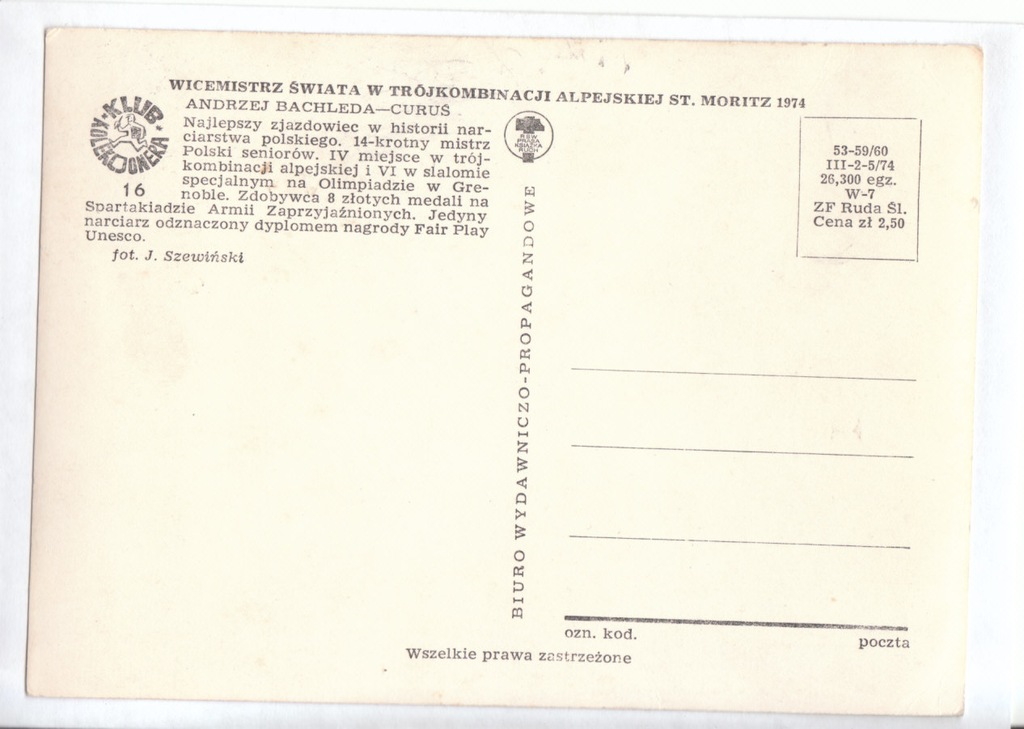 WICEMISTRZ ŚWIATA W TRÓJKOMBINACJI ALPEJSKIEJ ST. MORITZ 1974
ANDRZEJ BACHLEDA—CURUŚ
KLUB
KOLEKCJONERA
16
Najlepszy zjazdowiec w historii nar-
ciarstwa polskiego. 14-krotny mistrz
Polski seniorów. IV miejsce w trój-
kombinacji alpejskiej i VI w slalomie
specjalnym na Olimpiadzie w Gre-
noble. Zdobywca 8 złotych medali na
Spartakiadzie Armii Zaprzyjaźnionych. Jedyny
narciarz odznaczony dyplomem nagrody Fair Play
Unesco.
fot. J. Szewiński
RSW
PRASA
KSIĄŻKA
RUCH
BIURO WYDAWNICZO-PROPAGANDOWE
53-59/60
III-2-5/74
26,300 egz.
W-7
ZF Ruda Śl.
Cena zł 2,50
ozn. kod.
poczta
Wszelkie prawa zastrzeżone